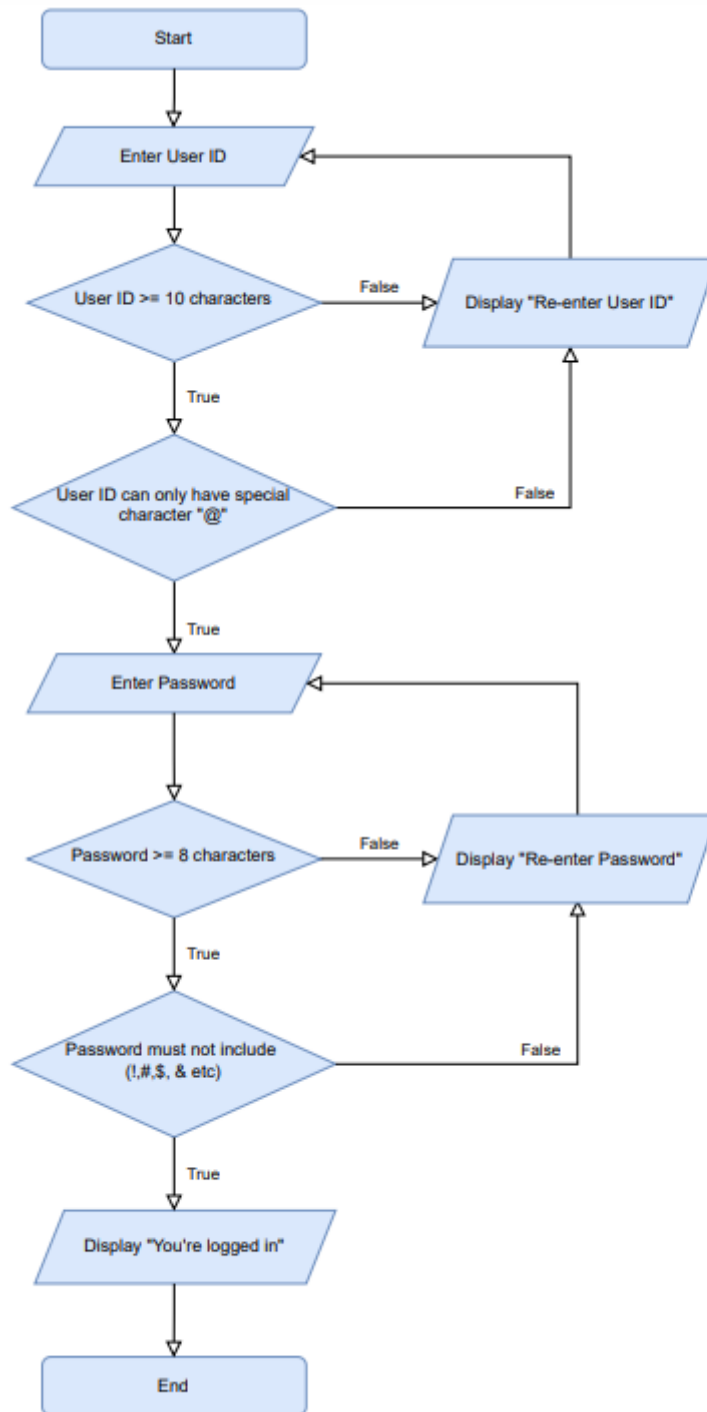 Start
Enter User ID
User ID >= 10 characters
False
Display "Re-enter User ID"
True
User ID can only have special
character "@"
False
True
Enter Password
Password >= 8 characters
False
Display "Re-enter Password"
True
Password must not include
(!,#,$, & etc)
False
True
Display "You're logged in"
End